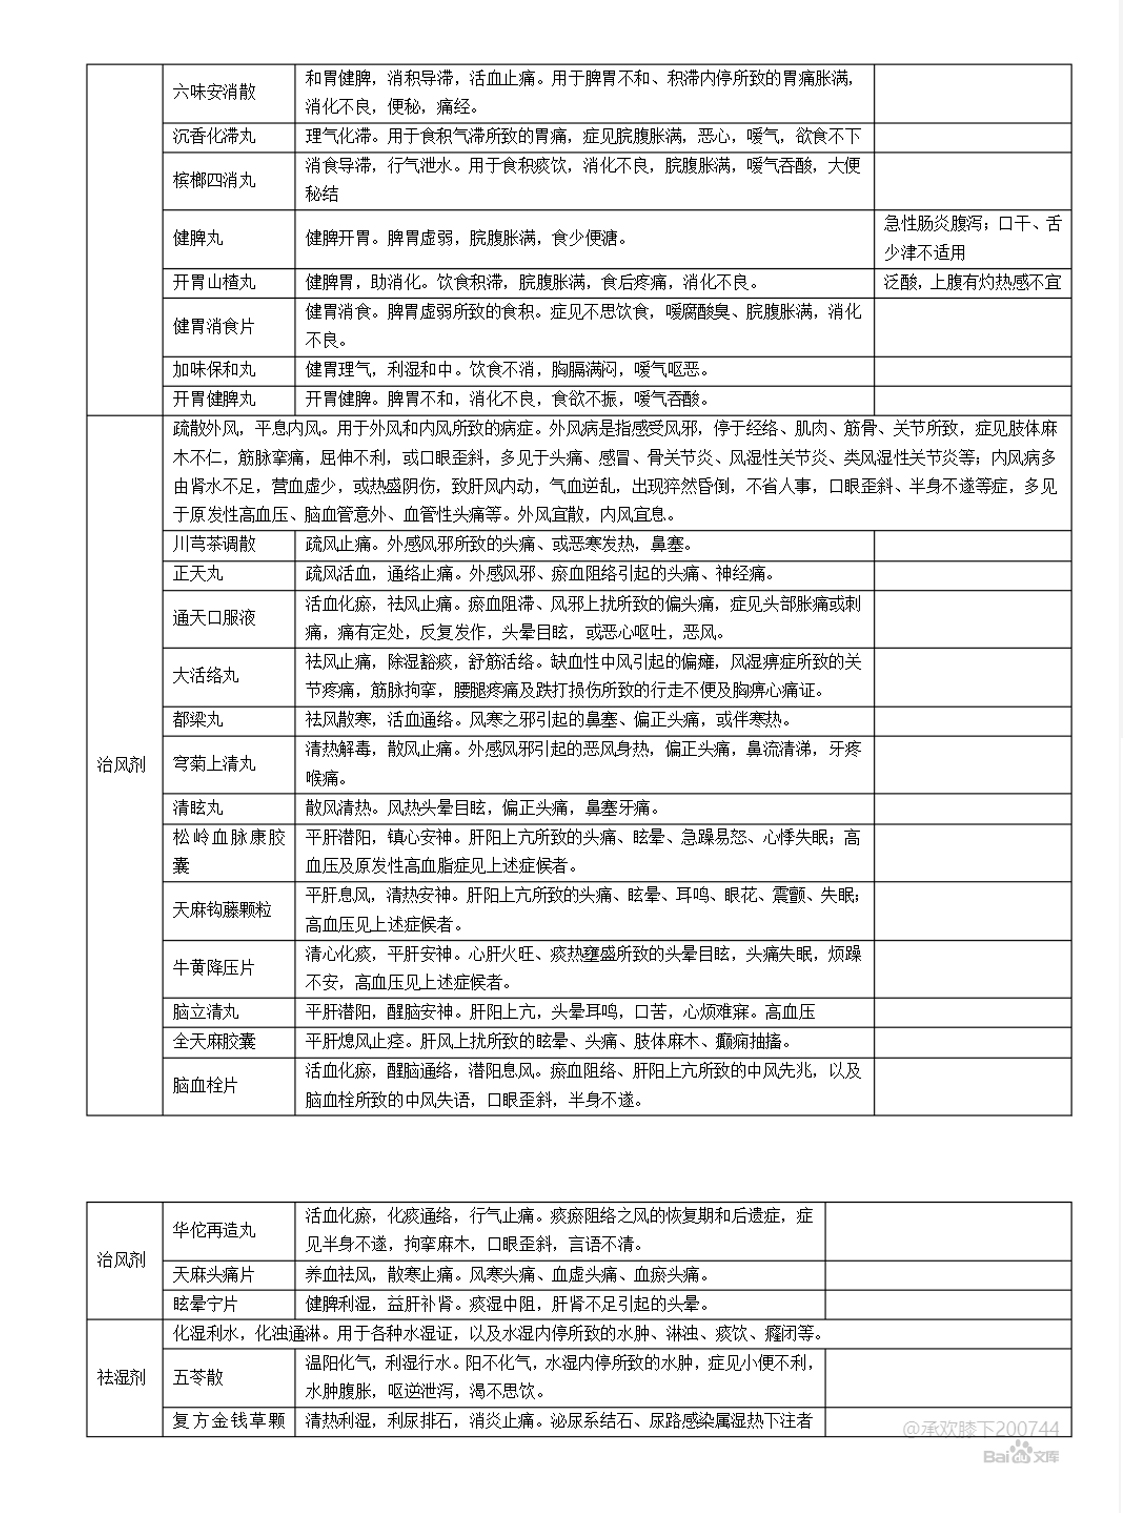 六味安消散
和胃健脾，消积导滞，活血止痛。用于脾胃不和、积滞内停所致的胃痛胀满，
消化不良，便秘，痛经。
沉香化滞丸
理气化滞。用于食积气滞所致的胃痛，症见脘腹胀满，恶心，嗳气，欲食不下
槟榔四消丸
消食导滞，行气泄水。用于食积痰饮，消化不良，脘腹胀满，嗳气吞酸，大便
秘结
健脾丸
健脾开胃。脾胃虚弱，脘腹胀满，食少便溏。
急性肠炎腹泻；口干、舌
少津不适用
开胃山楂丸
健脾胃，助消化。饮食积滞，脘腹胀满，食后疼痛，消化不良。
泛酸，上腹有灼热感不宜
健胃消食片
健胃消食。脾胃虚弱所致的食积。症见不思饮食，嗳腐酸臭、脘腹胀满，消化
不良。
加味保和丸
健胃理气，利湿和中。饮食不消，胸膈满闷，嗳气呕恶。
开胃健脾丸
开胃健脾。脾胃不和，消化不良，食欲不振，嗳气吞酸。
治风剂
疏散外风，平息内风。用于外风和内风所致的病症。外风病是指感受风邪，停于经络、肌肉、筋骨、关节所致，症见肢体麻
木不仁，筋脉挛痛，屈伸不利，或口眼歪斜，多见于头痛、感冒、骨关节炎、风湿性关节炎、类风湿性关节炎等；内风病多
由肾水不足，营血虚少，或热盛阴伤，致肝风内动，气血逆乱，出现猝然昏倒，不省人事，口眼歪斜、半身不遂等症，多见
于原发性高血压、脑血管意外、血管性头痛等。外风宜散，内风宜息。
川芎茶调散
疏风止痛。外感风邪所致的头痛、或恶寒发热，鼻塞。
正天丸
疏风活血，通络止痛。外感风邪、瘀血阻络引起的头痛、神经痛。
通天口服液
活血化瘀，祛风止痛。瘀血阻滞、风邪上扰所致的偏头痛，症见头部胀痛或刺
痛，痛有定处，反复发作，头晕目眩，或恶心呕吐，恶风。
大活络丸
祛风止痛，除湿豁痰，舒筋活络。缺血性中风引起的偏瘫，风湿痹症所致的关
节疼痛，筋脉拘挛，腰腿疼痛及跌打损伤所致的行走不便及胸痹心痛证。
都梁丸
祛风散寒，活血通络。风寒之邪引起的鼻塞、偏正头痛，或伴寒热。
穹菊上清丸
清热解毒，散风止痛。外感风邪引起的恶风身热，偏正头痛，鼻流清涕，牙疼
喉痛。
清眩丸
散风清热。风热头晕目眩，偏正头痛，鼻塞牙痛。
松岭血脉康胶
囊
平肝潜阳，镇心安神。肝阳上亢所致的头痛、眩晕、急躁易怒、心悸失眠；高
血压及原发性高血脂症见上述症候者。
天麻钩藤颗粒
平肝息风，清热安神。肝阳上亢所致的头痛、眩晕、耳鸣、眼花、震颤、失眠；
高血压见上述症候者。
牛黄降压片
清心化痰，平肝安神。心肝火旺、痰热壅盛所致的头晕目眩，头痛失眠，烦躁
不安，高血压见上述症候者。
脑立清丸
平肝潜阳，醒脑安神。肝阳上亢，头晕耳鸣，口苦，心烦难寐。高血压
全天麻胶囊
平肝熄风止痉。肝风上扰所致的眩晕、头痛、肢体麻木、癫痫抽搐。
脑血栓片
活血化瘀，醒脑通络，潜阳息风。瘀血阻络、肝阳上亢所致的中风先兆，以及
脑血栓所致的中风失语，口眼歪斜，半身不遂。
治风剂
华佗再造丸
活血化瘀，化痰通络，行气止痛。痰瘀阻络之风的恢复期和后遗症，症
见半身不遂，拘挛麻木，口眼歪斜，言语不清。
天麻头痛片
养血祛风，散寒止痛。风寒头痛、血虚头痛、血瘀头痛。
眩晕宁片
健脾利湿，益肝补肾。痰湿中阻，肝肾不足引起的头晕。
祛湿剂
化湿利水，化浊通淋。用于各种水湿证，以及水湿内停所致的水肿、淋浊、痰饮、癃闭等。
五苓散
温阳化气，利湿行水。阳不化气，水湿内停所致的水肿，症见小便不利，
水肿腹胀，呕逆泄泻，渴不思饮。
复方金钱草颗
清热利湿，利尿排石，消炎止痛。泌尿系结石、尿路感染属湿热下注者
@承欢膝下200744
Bai du 文库